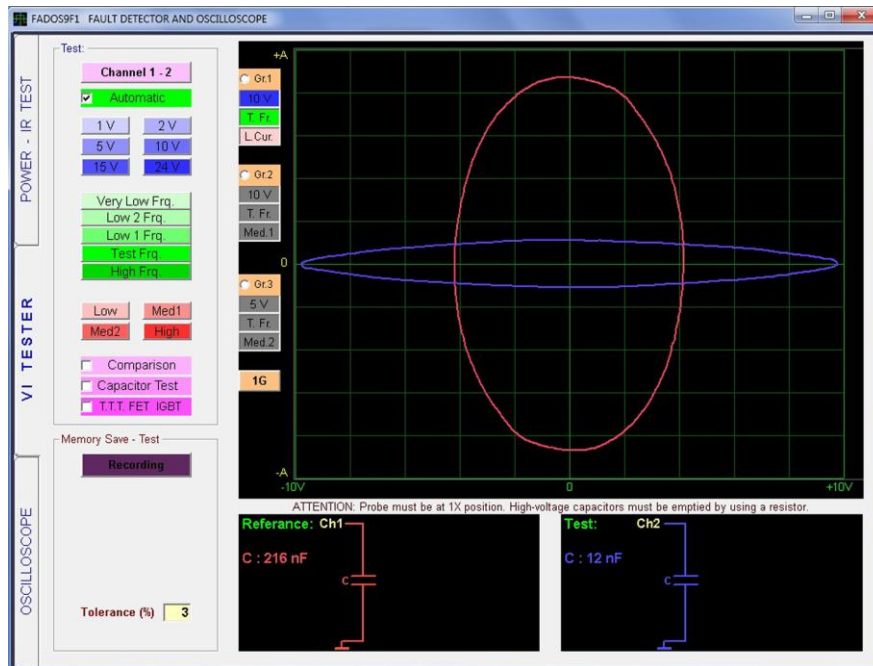 FADOS9F1 FAULT DETECTOR AND OSCILLOSCOPE
POWER - IR TEST
VI TESTER
OSCILLOSCOPE
Test:
Channel 1 - 2
Automatic
1 V 2 V
5 V 10 V
15 V 24 V
Very Low Frq.
Low 2 Frq.
Low 1 Frq.
Test Frq.
High Frq.
Low Med1
Med2 High
Comparison
Capacitor Test
T.T.T. FET IGBT
Memory Save - Test
Recording
Tolerance (%) 3
+A
Gr.1
10 V
T. Fr.
L.Cur.
Gr.2
10 V
T. Fr.
Med.1
0
Gr.3
5 V
T. Fr.
Med.2
1G
-A
-10V 0 +10V
ATTENTION: Probe must be at 1X position. High-voltage capacitors must be emptied by using a resistor.
Referance: Ch1
C : 216 nF
C
Test: Ch2
C : 12 nF
C